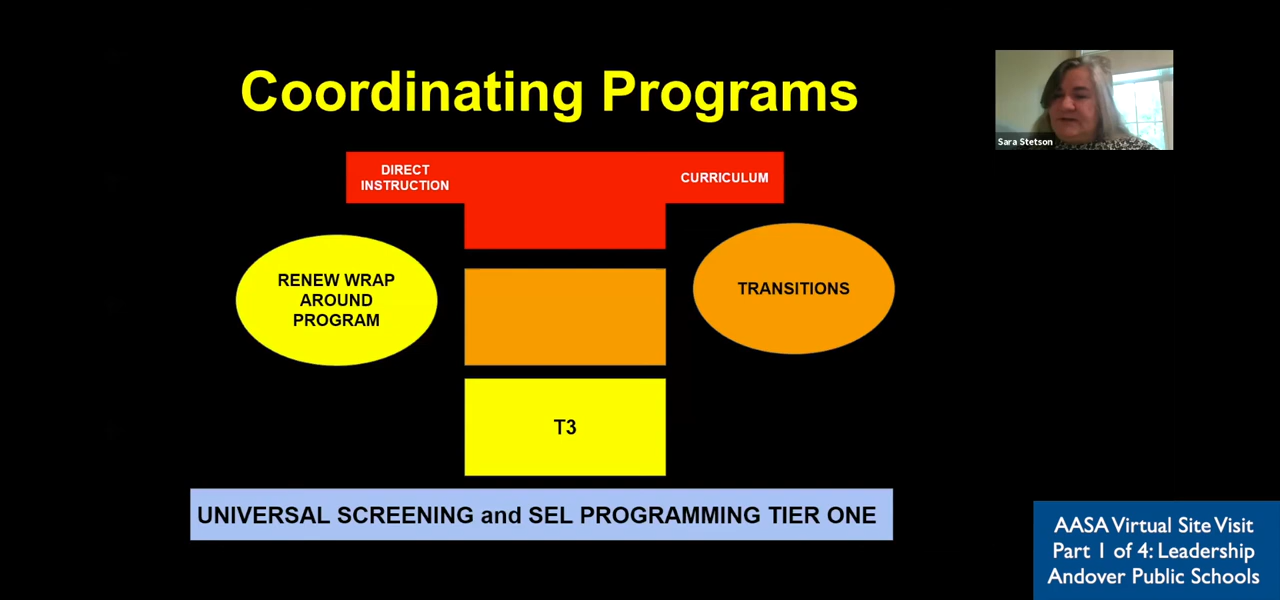 Coordinating Programs
Sara Stetson
DIRECT
INSTRUCTION
CURRICULUM
RENEW WRAP
AROUND
PROGRAM
TRANSITIONS
T3
UNIVERSAL SCREENING and SEL PROGRAMMING TIER ONE
AASA Virtual Site Visit
Part 1 of 4: Leadership
Andover Public Schools